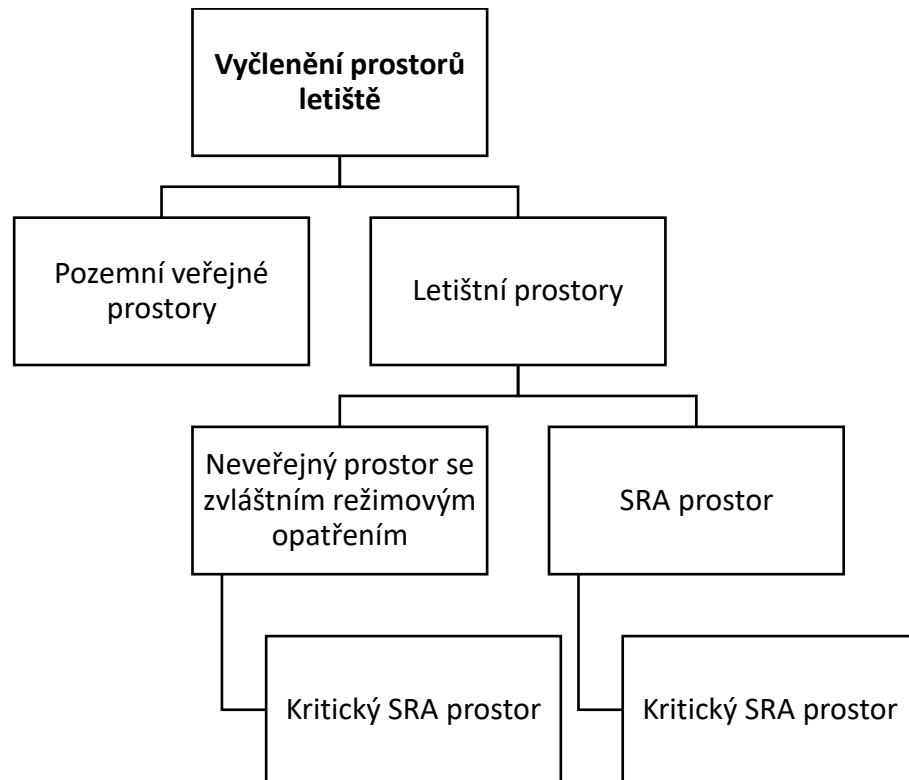 Vyčlenění prostorů
letiště
Pozemní veřejné
prostory
Letištní prostory
Neveřejný prostor se
zvláštním režimovým
opatřením
SRA prostor
Kritický SRA prostor
Kritický SRA prostor